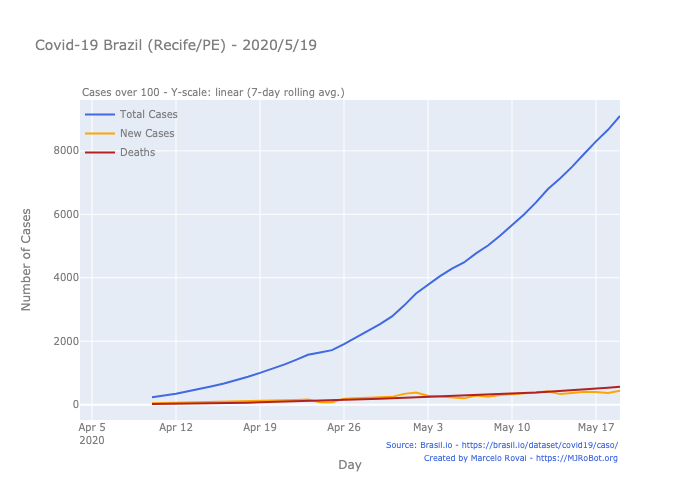 Covid-19 Brazil (Recife/PE) - 2020/5/19
Cases over 100 - Y-scale: linear (7-day rolling avg.)
Total Cases
New Cases
Deaths
8000
6000
4000
2000
0
Number of Cases
Apr 5
2020
Apr 12
Apr 19
Apr 26
May 3
May 10
May 17
Day
Source: Brasil.io - https://brasil.io/dataset/covid19/caso/
Created by Marcelo Rovai - https://MJRoBot.org